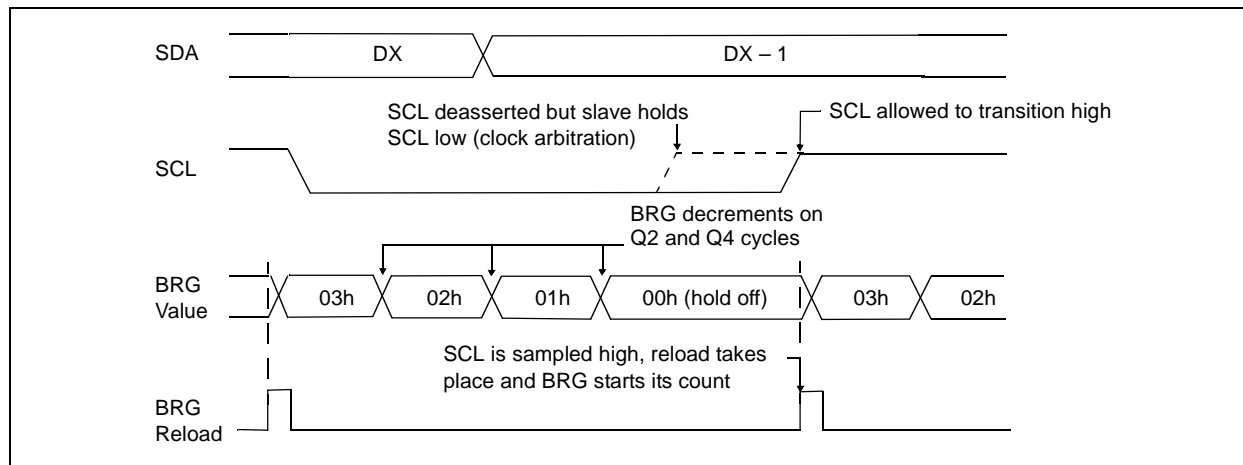 SDA
DX
DX – 1
SCL deasserted but slave holds
SCL low (clock arbitration)
SCL allowed to transition high
SCL
BRG decrements on
Q2 and Q4 cycles
BRG
Value
03h
02h
01h
00h (hold off)
03h
02h
SCL is sampled high, reload takes
place and BRG starts its count
BRG
Reload